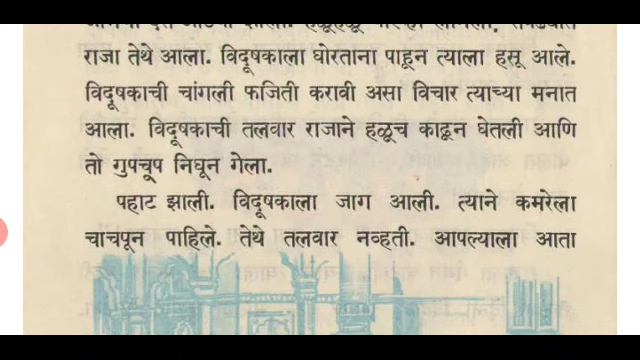 राजा तेथे आला. विदूषकाला घोरताना पाहून त्याला हसू आले.
विदूषकाची चांगली फजिती करावी असा विचार त्याच्या मनात
आला. विदूषकाची तलवार राजाने हळूच काढून घेतली आणि
तो गुपचूप निघून गेला.
पहाट झाली. विदूषकाला जाग आली. त्याने कमरेला
चाचपून पाहिले. तेथे तलवार नव्हती. आपल्याला आता